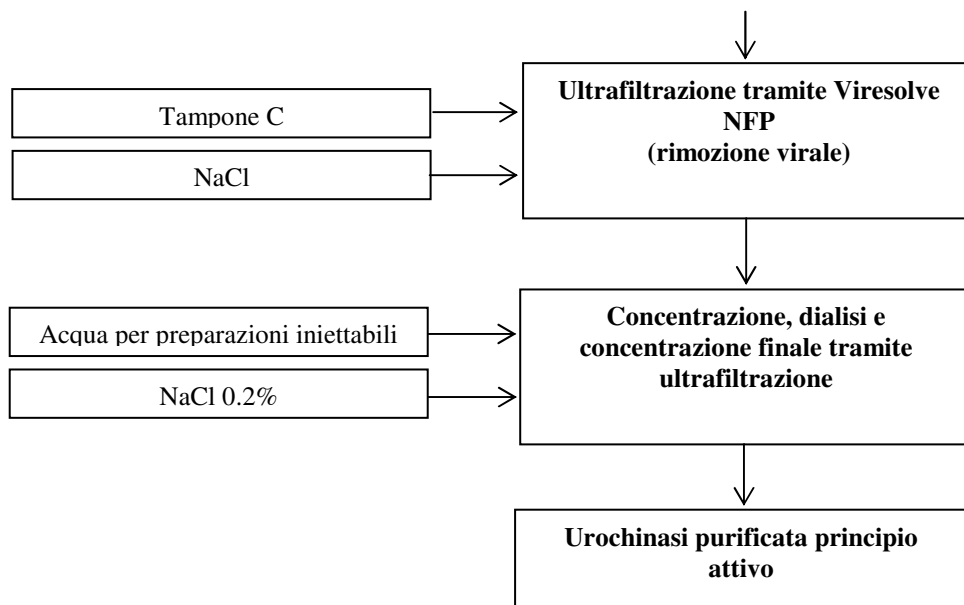 Tampone C
NaCl
Ultrafiltrazione tramite Viresolve
NFP
(rimozione virale)
Acqua per preparazioni iniettabili
NaCl 0.2%
Concentrazione, dialisi e
concentrazione finale tramite
ultrafiltrazione
Urochinasi purificata principio
attivo